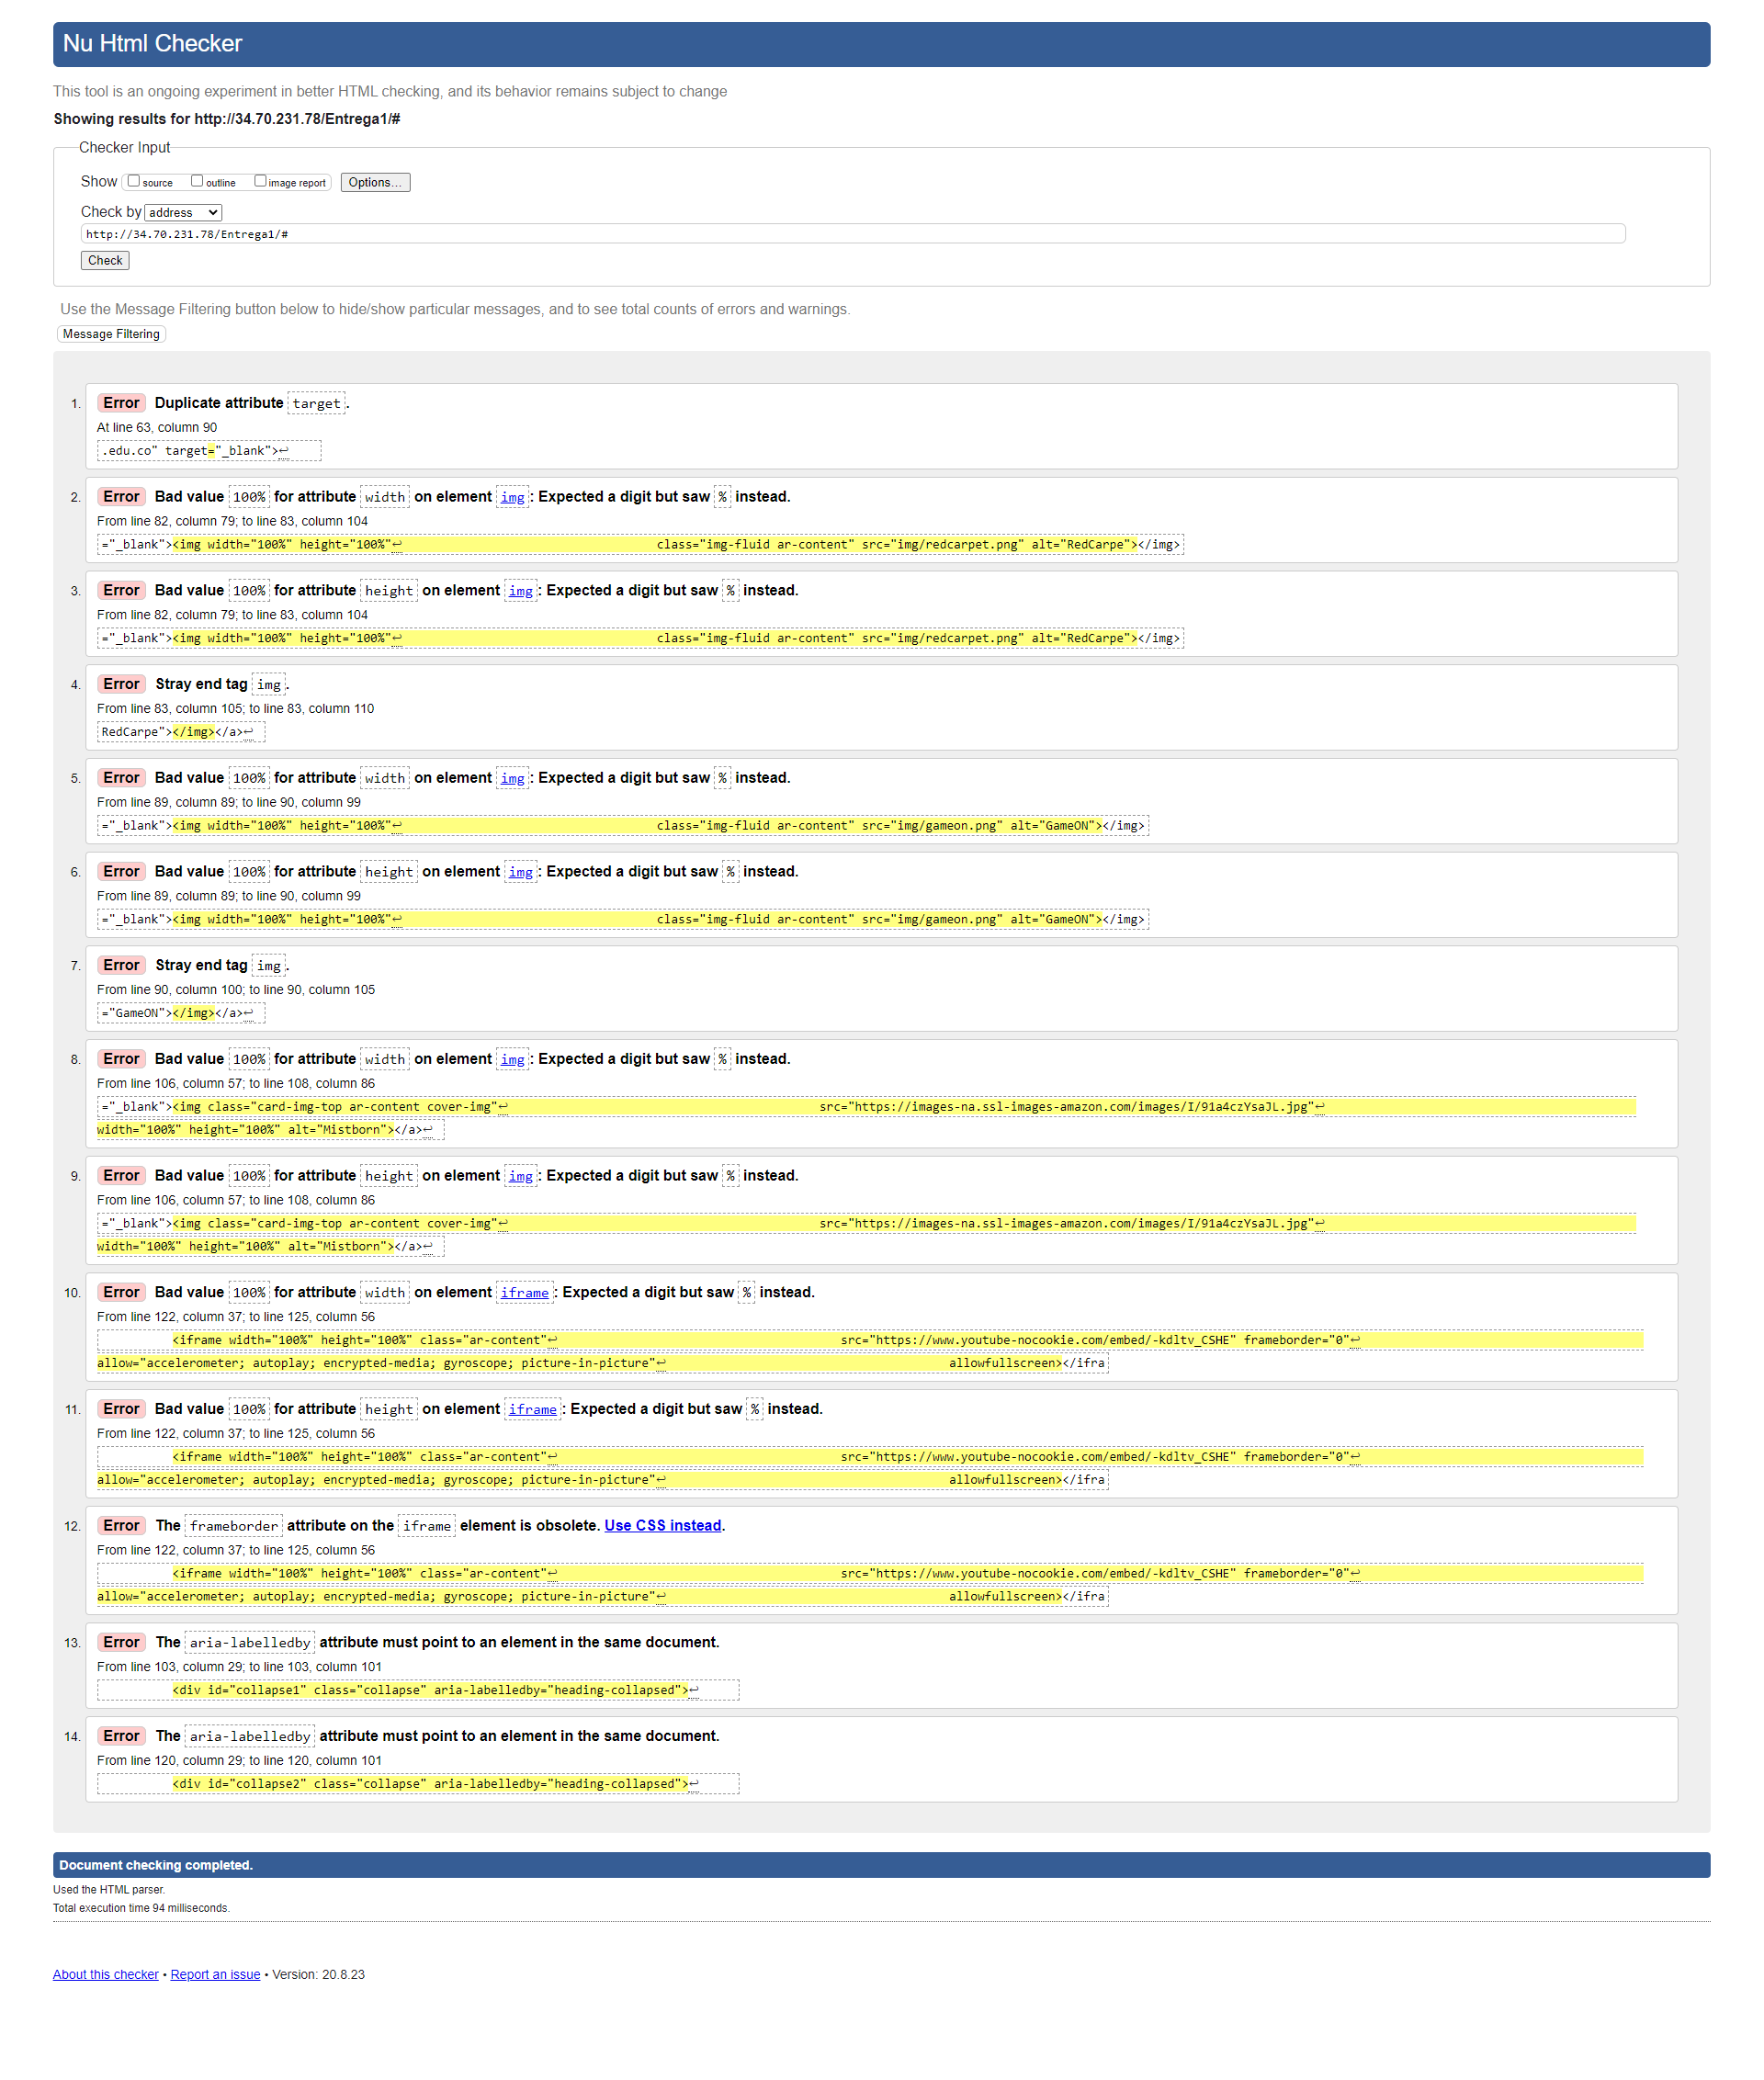 Nu Html Checker
This tool is an ongoing experiment in better HTML checking, and its behavior remains subject to change
Showing results for http://34.70.231.78/Entrega1/#
Checker Input
Show source outline image report Options...
Check by address
http://34.70.231.78/Entrega1/#
Check
Use the Message Filtering button below to hide/show particular messages, and to see total counts of errors and warnings.
Message Filtering
1. Error Duplicate attribute target.
At line 63, column 90
.edu.co" target="_blank">↩
2. Error Bad value 100% for attribute width on element img: Expected a digit but saw % instead.
From line 82, column 79; to line 83, column 104
="_blank"><img width="100%" height="100%"↩ class="img-fluid ar-content" src="img/redcarpet.png" alt="RedCarpe"></img>
3. Error Bad value 100% for attribute height on element img: Expected a digit but saw % instead.
From line 82, column 79; to line 83, column 104
="_blank"><img width="100%" height="100%"↩ class="img-fluid ar-content" src="img/redcarpet.png" alt="RedCarpe"></img>
4. Error Stray end tag img.
From line 83, column 105; to line 83, column 110
RedCarpe"></img></a>↩
5. Error Bad value 100% for attribute width on element img: Expected a digit but saw % instead.
From line 89, column 89; to line 90, column 99
="_blank"><img width="100%" height="100%"↩ class="img-fluid ar-content" src="img/gameon.png" alt="GameON"></img>
6. Error Bad value 100% for attribute height on element img: Expected a digit but saw % instead.
From line 89, column 89; to line 90, column 99
="_blank"><img width="100%" height="100%"↩ class="img-fluid ar-content" src="img/gameon.png" alt="GameON"></img>
7. Error Stray end tag img.
From line 90, column 100; to line 90, column 105
="GameON"></img></a>↩
8. Error Bad value 100% for attribute width on element img: Expected a digit but saw % instead.
From line 106, column 57; to line 108, column 86
="_blank"><img class="card-img-top ar-content cover-img"↩ src="https://images-na.ssl-images-amazon.com/images/I/91a4czYsaJL.jpg"↩
width="100%" height="100%" alt="Mistborn"></a>↩
9. Error Bad value 100% for attribute height on element img: Expected a digit but saw % instead.
From line 106, column 57; to line 108, column 86
="_blank"><img class="card-img-top ar-content cover-img"↩ src="https://images-na.ssl-images-amazon.com/images/I/91a4czYsaJL.jpg"↩
width="100%" height="100%" alt="Mistborn"></a>↩
10. Error Bad value 100% for attribute width on element iframe: Expected a digit but saw % instead.
From line 122, column 37; to line 125, column 56
<iframe width="100%" height="100%" class="ar-content"↩ src="https://www.youtube-nocookie.com/embed/-kdltv_CSHE" frameborder="0"↩
allow="accelerometer; autoplay; encrypted-media; gyroscope; picture-in-picture"↩ allowfullscreen></ifra
11. Error Bad value 100% for attribute height on element iframe: Expected a digit but saw % instead.
From line 122, column 37; to line 125, column 56
<iframe width="100%" height="100%" class="ar-content"↩ src="https://www.youtube-nocookie.com/embed/-kdltv_CSHE" frameborder="0"↩
allow="accelerometer; autoplay; encrypted-media; gyroscope; picture-in-picture"↩ allowfullscreen></ifra
12. Error The frameborder attribute on the iframe element is obsolete. Use CSS instead.
From line 122, column 37; to line 125, column 56
<iframe width="100%" height="100%" class="ar-content"↩ src="https://www.youtube-nocookie.com/embed/-kdltv_CSHE" frameborder="0"↩
allow="accelerometer; autoplay; encrypted-media; gyroscope; picture-in-picture"↩ allowfullscreen></ifra
13. Error The aria-labelledby attribute must point to an element in the same document.
From line 103, column 29; to line 103, column 101
<div id="collapse1" class="collapse" aria-labelledby="heading-collapsed">↩
14. Error The aria-labelledby attribute must point to an element in the same document.
From line 120, column 29; to line 120, column 101
<div id="collapse2" class="collapse" aria-labelledby="heading-collapsed">↩
Document checking completed.
Used the HTML parser.
Total execution time 94 milliseconds.
About this checker • Report an issue • Version: 20.8.23